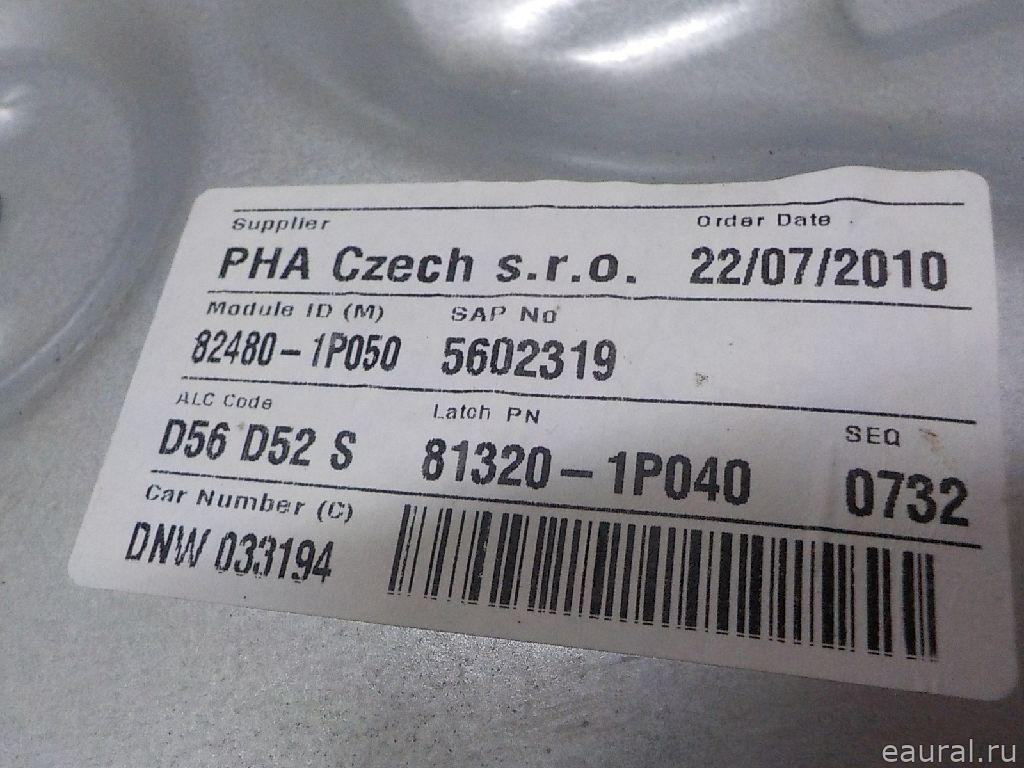 Supplier Order Date
PHA Czech s.r.o. 22/07/2010
Module ID (M) SAP No
82480-1P050 5602319
ALC Code Latch PN SEQ
D56 D52 S 81320-1P040 0732
Car Number (C)
DNW 033194
eaural.ru